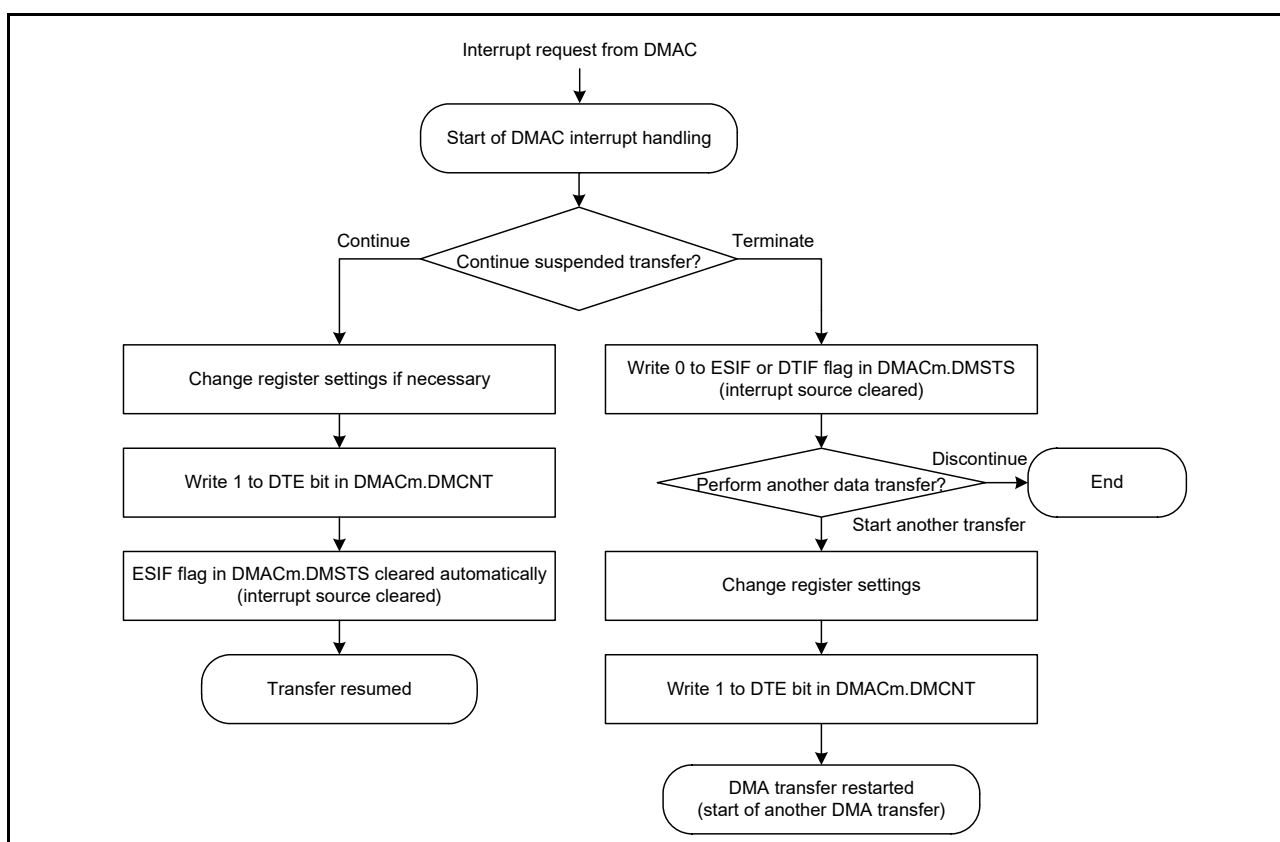 Interrupt request from DMAC
Start of DMAC interrupt handling
Continue
Terminate
Continue suspended transfer?
Change register settings if necessary
Write 1 to DTE bit in DMACm.DMCNT
ESIF flag in DMACm.DMSTS cleared automatically
(interrupt source cleared)
Transfer resumed
Write 0 to ESIF or DTIF flag in DMACm.DMSTS
(interrupt source cleared)
Discontinue
Perform another data transfer?
End
Start another transfer
Change register settings
Write 1 to DTE bit in DMACm.DMCNT
DMA transfer restarted
(start of another DMA transfer)